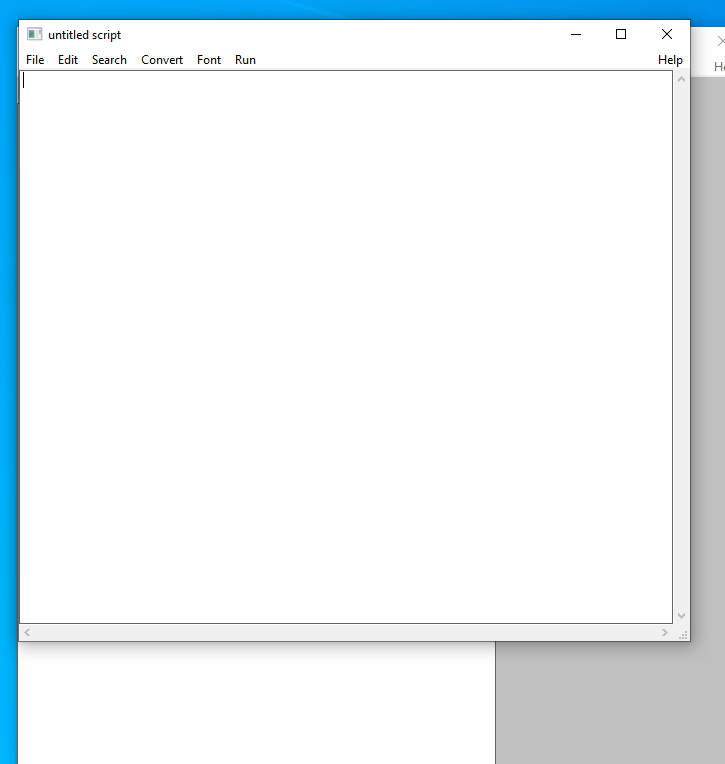 untitled script
File Edit Search Convert Font Run Help